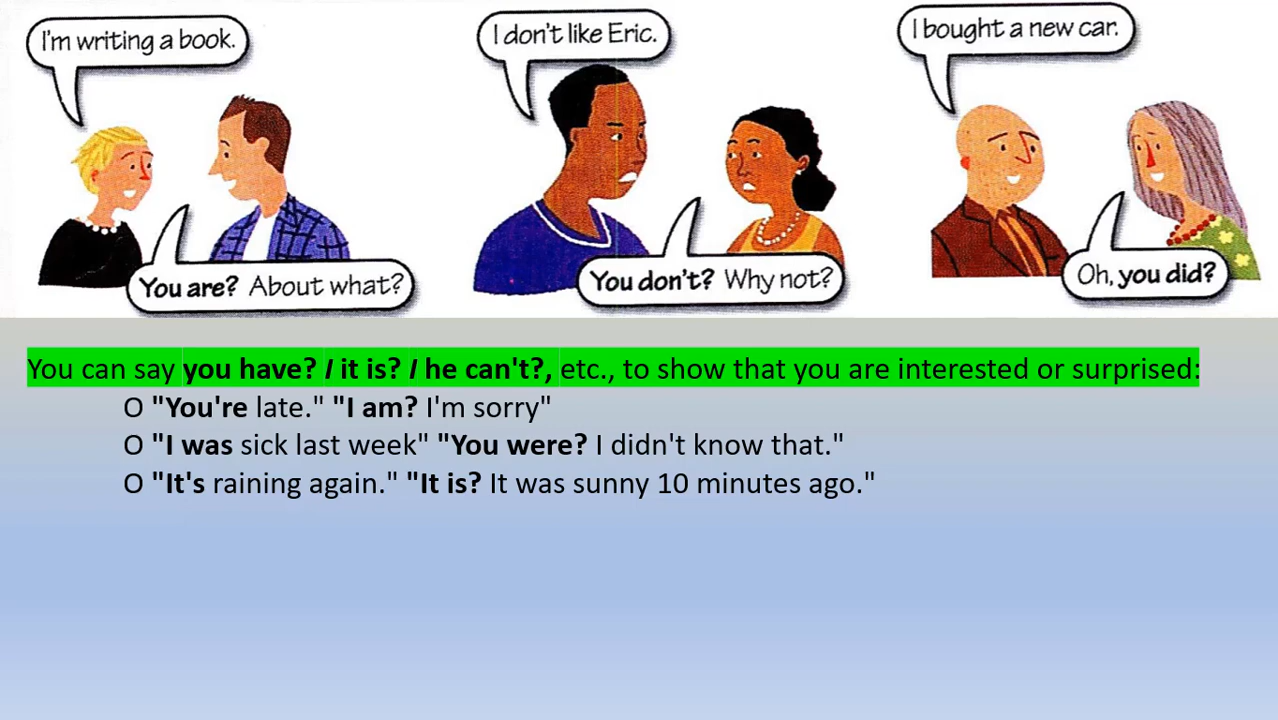 I'm writing a book.
You are? About what?
I don't like Eric.
You don't? Why not?
I bought a new car.
Oh, you did?
You can say you have? / it is? / he can't?, etc., to show that you are interested or surprised:
O "You're late." "I am? I'm sorry"
O "I was sick last week" "You were? I didn't know that."
O "It's raining again." "It is? It was sunny 10 minutes ago."